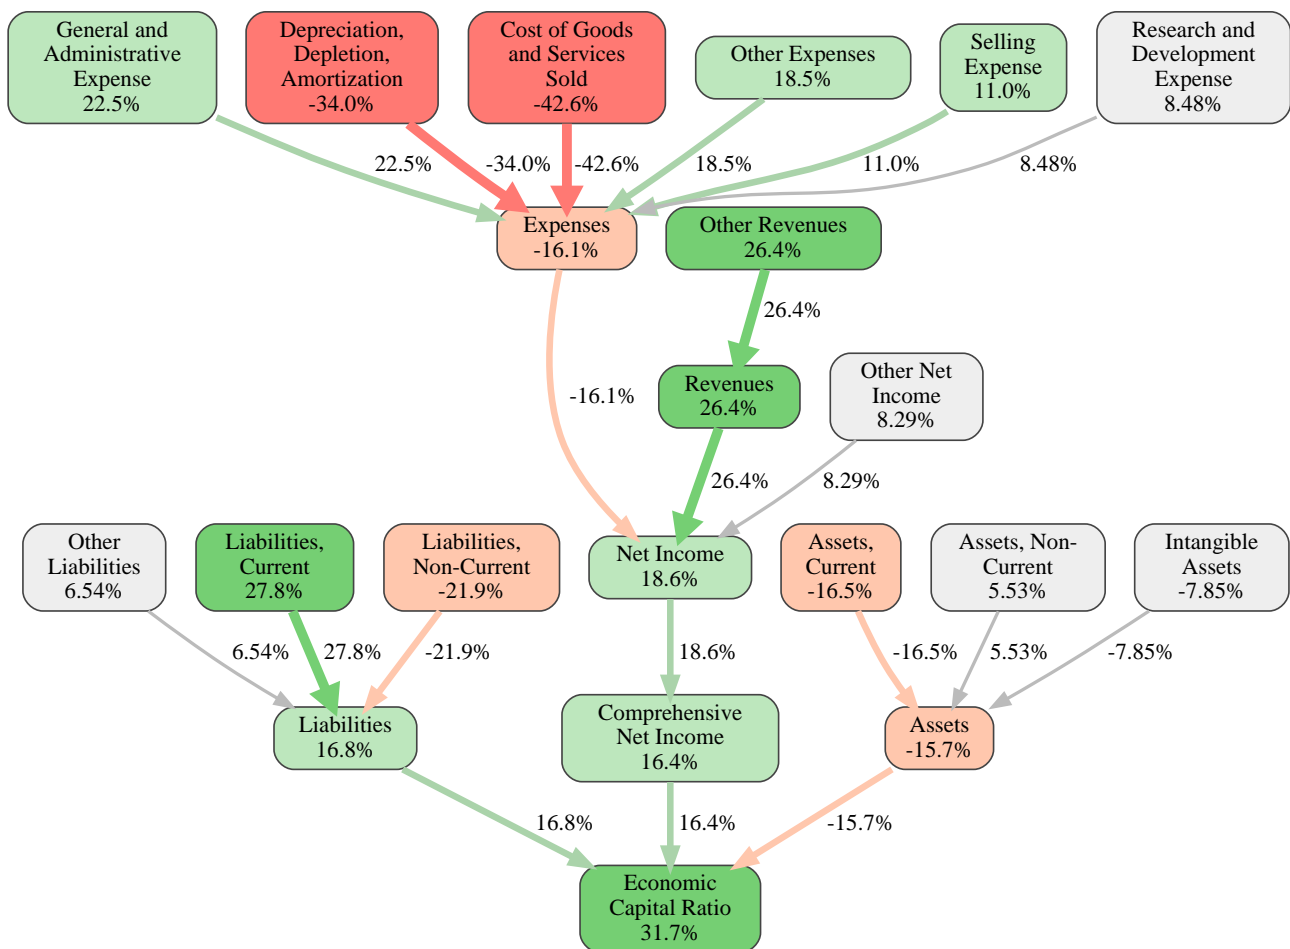 General and
Administrative
Expense
22.5%
Depreciation,
Depletion,
Amortization
-34.0%
Cost of Goods
and Services
Sold
-42.6%
Other Expenses
18.5%
Selling
Expense
11.0%
Research and
Development
Expense
8.48%
22.5%
-34.0%
-42.6%
18.5%
11.0%
8.48%
Expenses
-16.1%
Other Revenues
26.4%
26.4%
-16.1%
Revenues
26.4%
Other Net
Income
8.29%
26.4%
8.29%
Other
Liabilities
6.54%
Liabilities,
Current
27.8%
Liabilities,
Non-Current
-21.9%
Net Income
18.6%
Assets,
Current
-16.5%
Assets, Non-
Current
5.53%
Intangible
Assets
-7.85%
6.54%
27.8%
-21.9%
18.6%
-16.5%
5.53%
-7.85%
Liabilities
16.8%
Comprehensive
Net Income
16.4%
Assets
-15.7%
16.8%
16.4%
-15.7%
Economic
Capital Ratio
31.7%